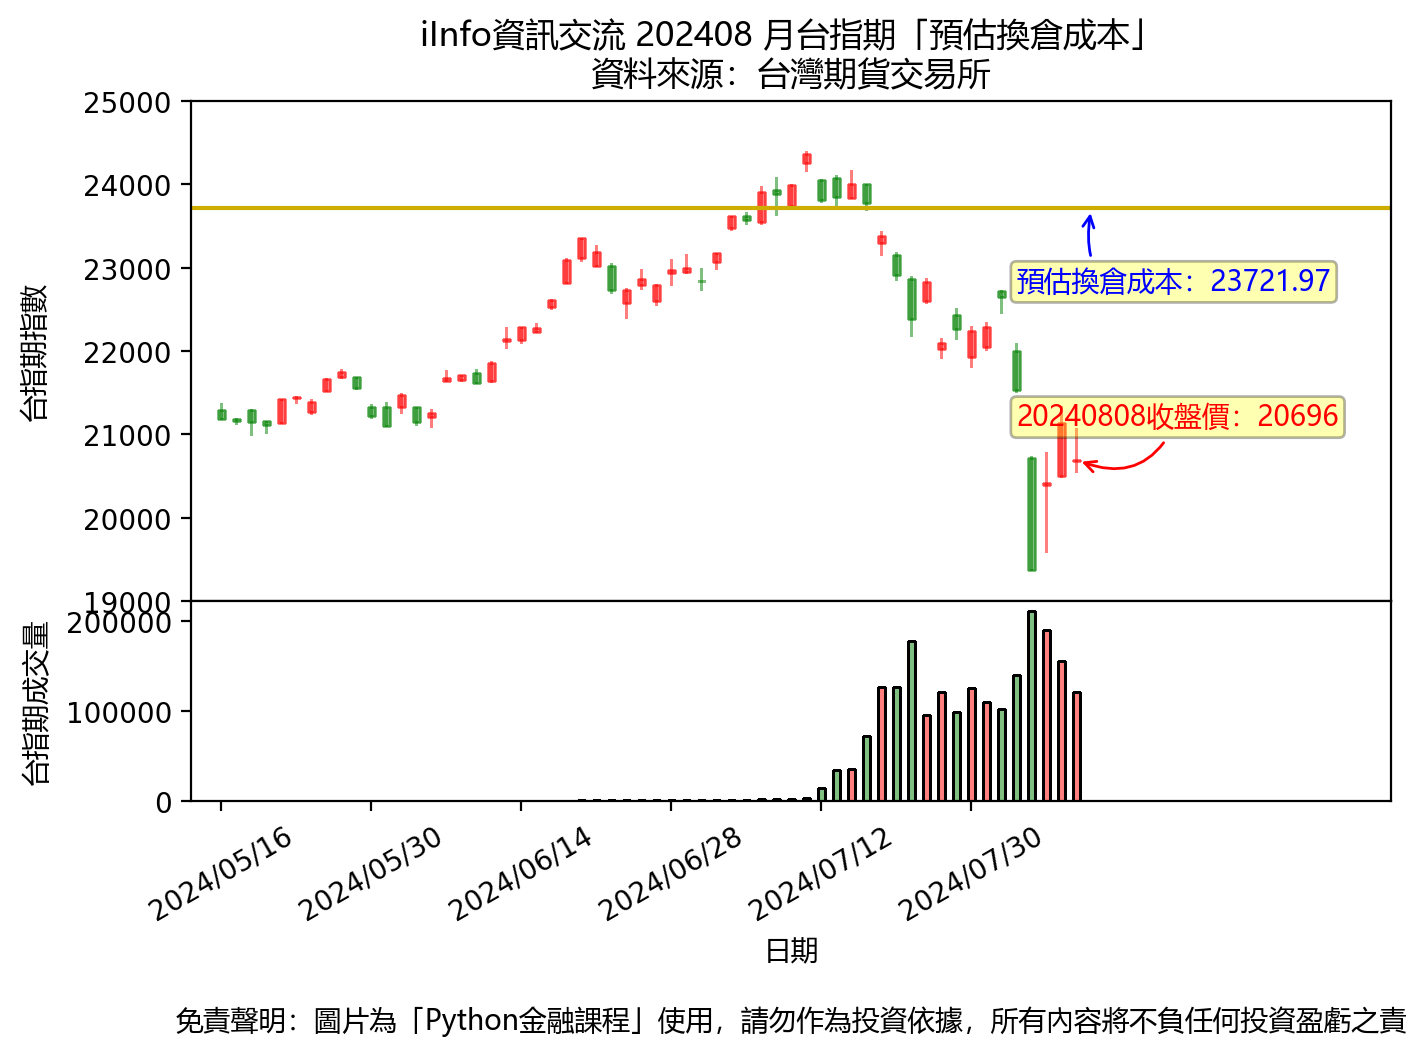 iInfo資訊交流 202408 月台指期「預估換倉成本」
資料來源：台灣期貨交易所
台指期指數
25000
24000
23000
22000
21000
20000
19000
預估換倉成本：23721.97
20240808收盤價：20696
台指期成交量
200000
100000
0
2024/05/16
2024/05/30
2024/06/14
2024/06/28
2024/07/12
2024/07/30
日期
免責聲明：圖片為「Python金融課程」使用，請勿作為投資依據，所有內容將不負任何投資盈虧之責